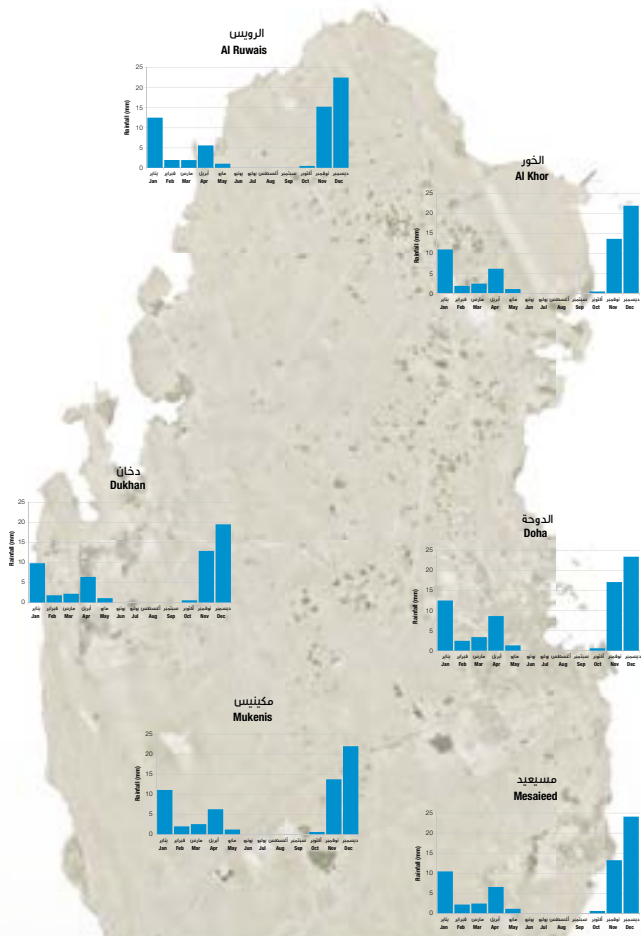 الرويس
Al Ruwais
Rainfall (mm)
25
20
15
10
5
0
يناير فبراير مارس أبريل مايو يونيو يوليو أغسطس سبتمبر أكتوبر نوفمبر ديسمبر
Jan Feb Mar Apr May Jun Jul Aug Sep Oct Nov Dec
الخور
Al Khor
Rainfall (mm)
25
20
15
10
5
0
يناير فبراير مارس أبريل مايو يونيو يوليو أغسطس سبتمبر أكتوبر نوفمبر ديسمبر
Jan Feb Mar Apr May Jun Jul Aug Sep Oct Nov Dec
دخان
Dukhan
Rainfall (mm)
25
20
15
10
5
0
يناير فبراير مارس أبريل مايو يونيو يوليو أغسطس سبتمبر أكتوبر نوفمبر ديسمبر
Jan Feb Mar Apr May Jun Jul Aug Sep Oct Nov Dec
الدوحة
Doha
Rainfall (mm)
25
20
15
10
5
0
يناير فبراير مارس أبريل مايو يونيو يوليو أغسطس سبتمبر أكتوبر نوفمبر ديسمبر
Jan Feb Mar Apr May Jun Jul Aug Sep Oct Nov Dec
مكينيس
Mukenis
Rainfall (mm)
25
20
15
10
5
0
يناير فبراير مارس أبريل مايو يونيو يوليو أغسطس سبتمبر أكتوبر نوفمبر ديسمبر
Jan Feb Mar Apr May Jun Jul Aug Sep Oct Nov Dec
مسيعيد
Mesaieed
Rainfall (mm)
25
20
15
10
5
0
يناير فبراير مارس أبريل مايو يونيو يوليو أغسطس سبتمبر أكتوبر نوفمبر ديسمبر
Jan Feb Mar Apr May Jun Jul Aug Sep Oct Nov Dec